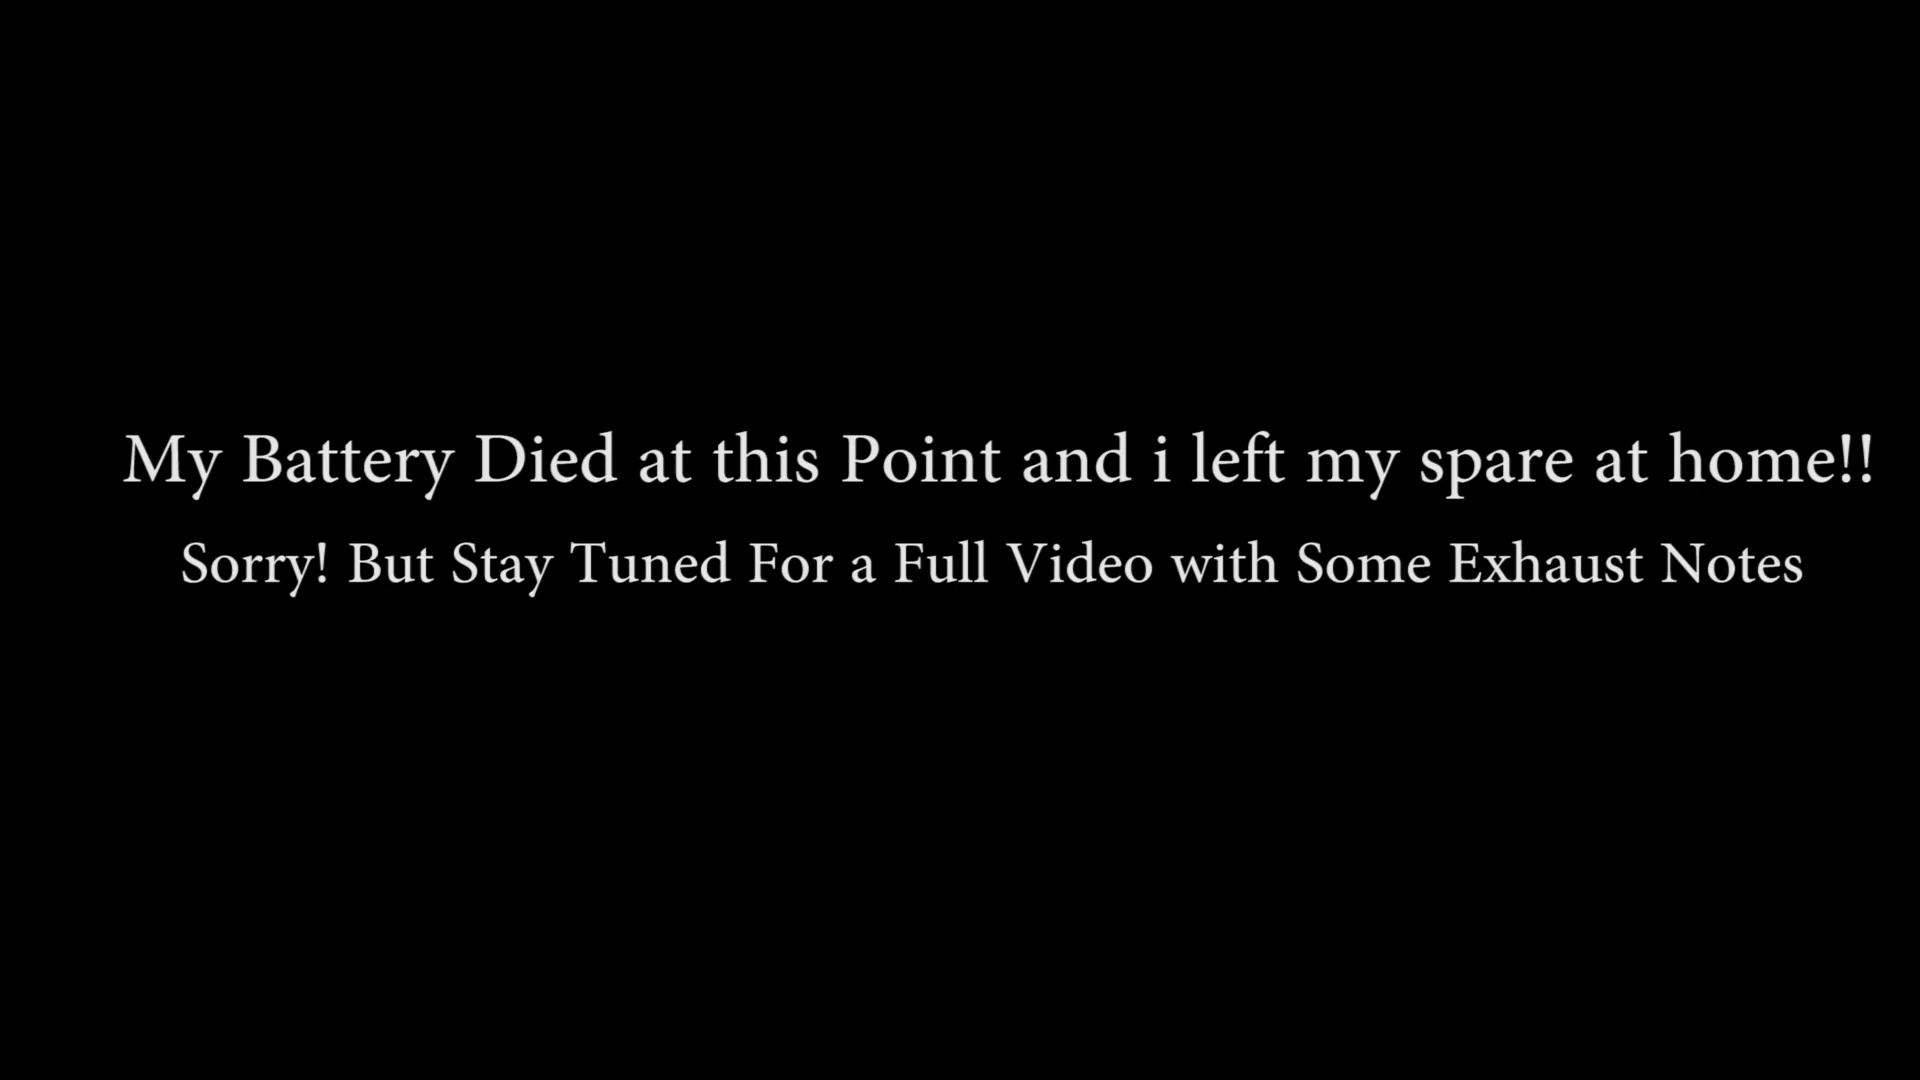 My Battery Died at this Point and i left my spare at home!!
Sorry! But Stay Tuned For a Full Video with Some Exhaust Notes